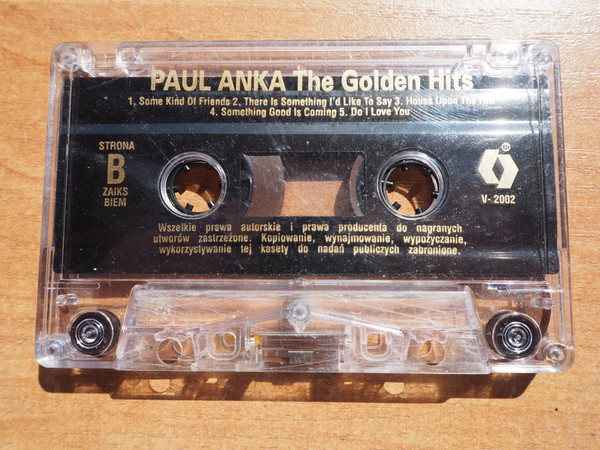 PAUL ANKA The Golden Hits
1. Some Kind Of Friends 2. There Is Something I'd Like To Say 3. House Upon The Hill
4. Something Good Is Coming 5. Do I Love You
STRONA
B
ZAIKS
BIEM
®
V- 2002
Wszelkie prawa autorskie i prawa producenta do nagranych
utworów zastrzeżone. Kopiowanie, wynajmowanie, wypożyczanie,
wykorzystywanie tej kasety do nadań publicznych zabronione.